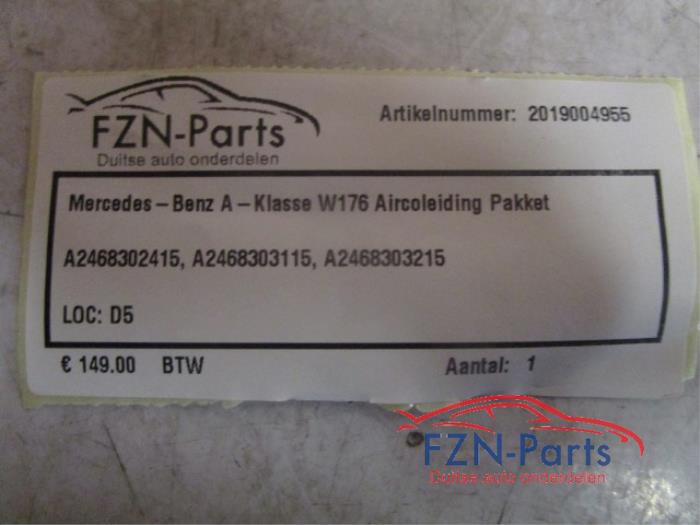 FZN-Parts
Duitse auto onderdelen
Artikelnummer: 2019004955
Mercedes-Benz A-Klasse W176 Aircoleiding Pakket
A2468302415, A2468303115, A2468303215
LOC: D5
€ 149.00 BTW
Aantal: 1
FZN-Parts
Duitse auto onderdelen